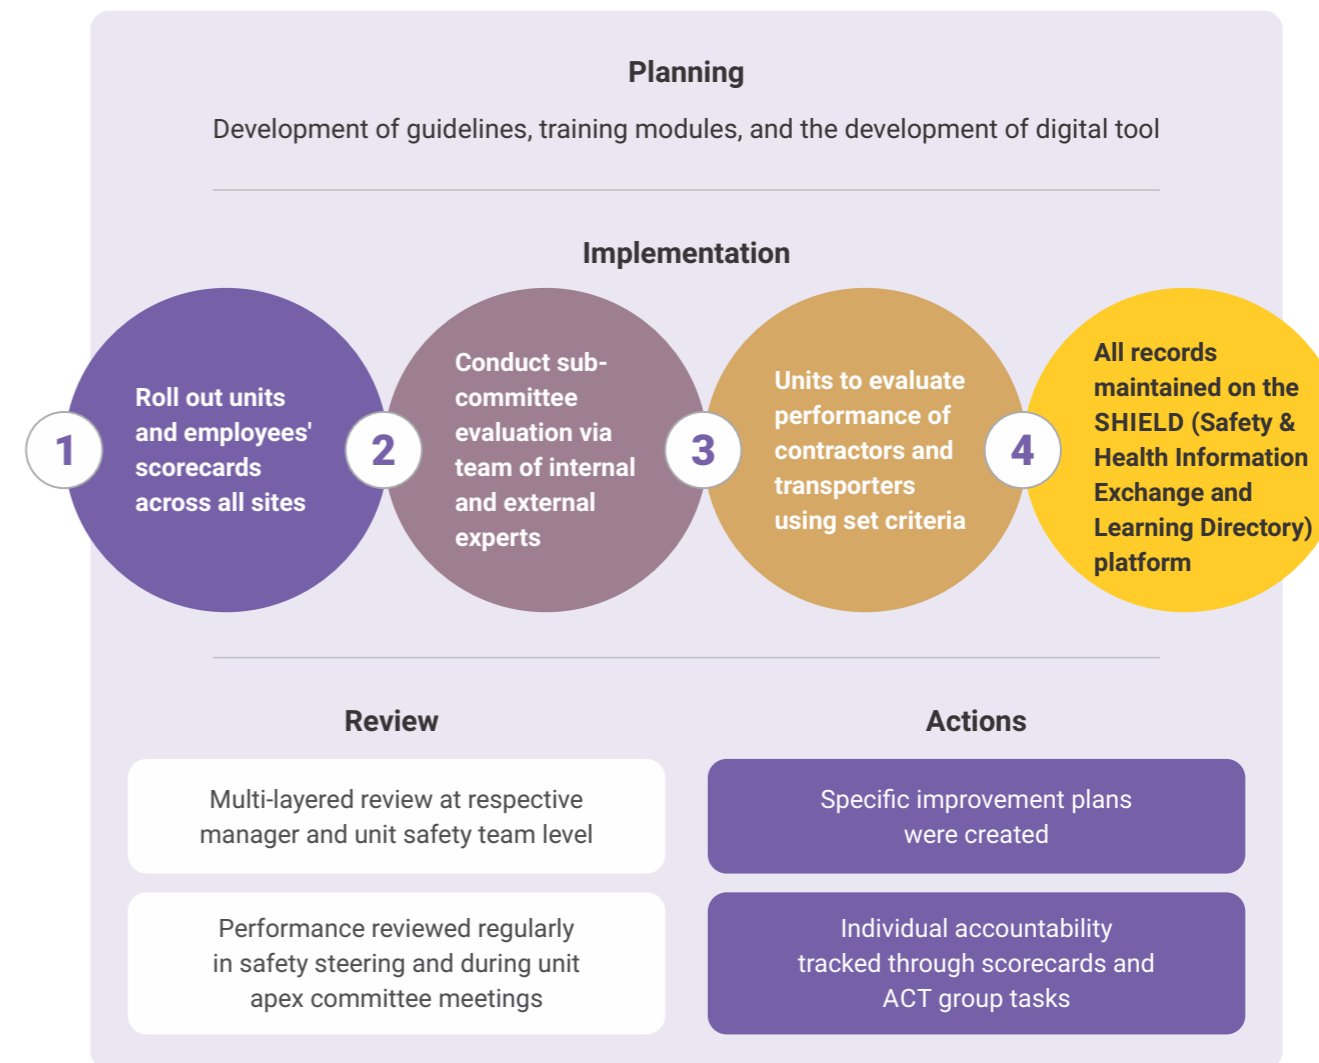 Planning
Development of guidelines, training modules, and the development of digital tool
Implementation
1
Roll out units
and employees'
scorecards
across all sites
2
Conduct sub-
committee
evaluation via
team of internal
and external
experts
3
Units to evaluate
performance of
contractors and
transporters
using set criteria
4
All records
maintained on the
SHIELD (Safety &
Health Information
Exchange and
Learning Directory)
platform
Review
Multi-layered review at respective
manager and unit safety team level
Performance reviewed regularly
in safety steering and during unit
apex committee meetings
Actions
Specific improvement plans
were created
Individual accountability
tracked through scorecards and
ACT group tasks